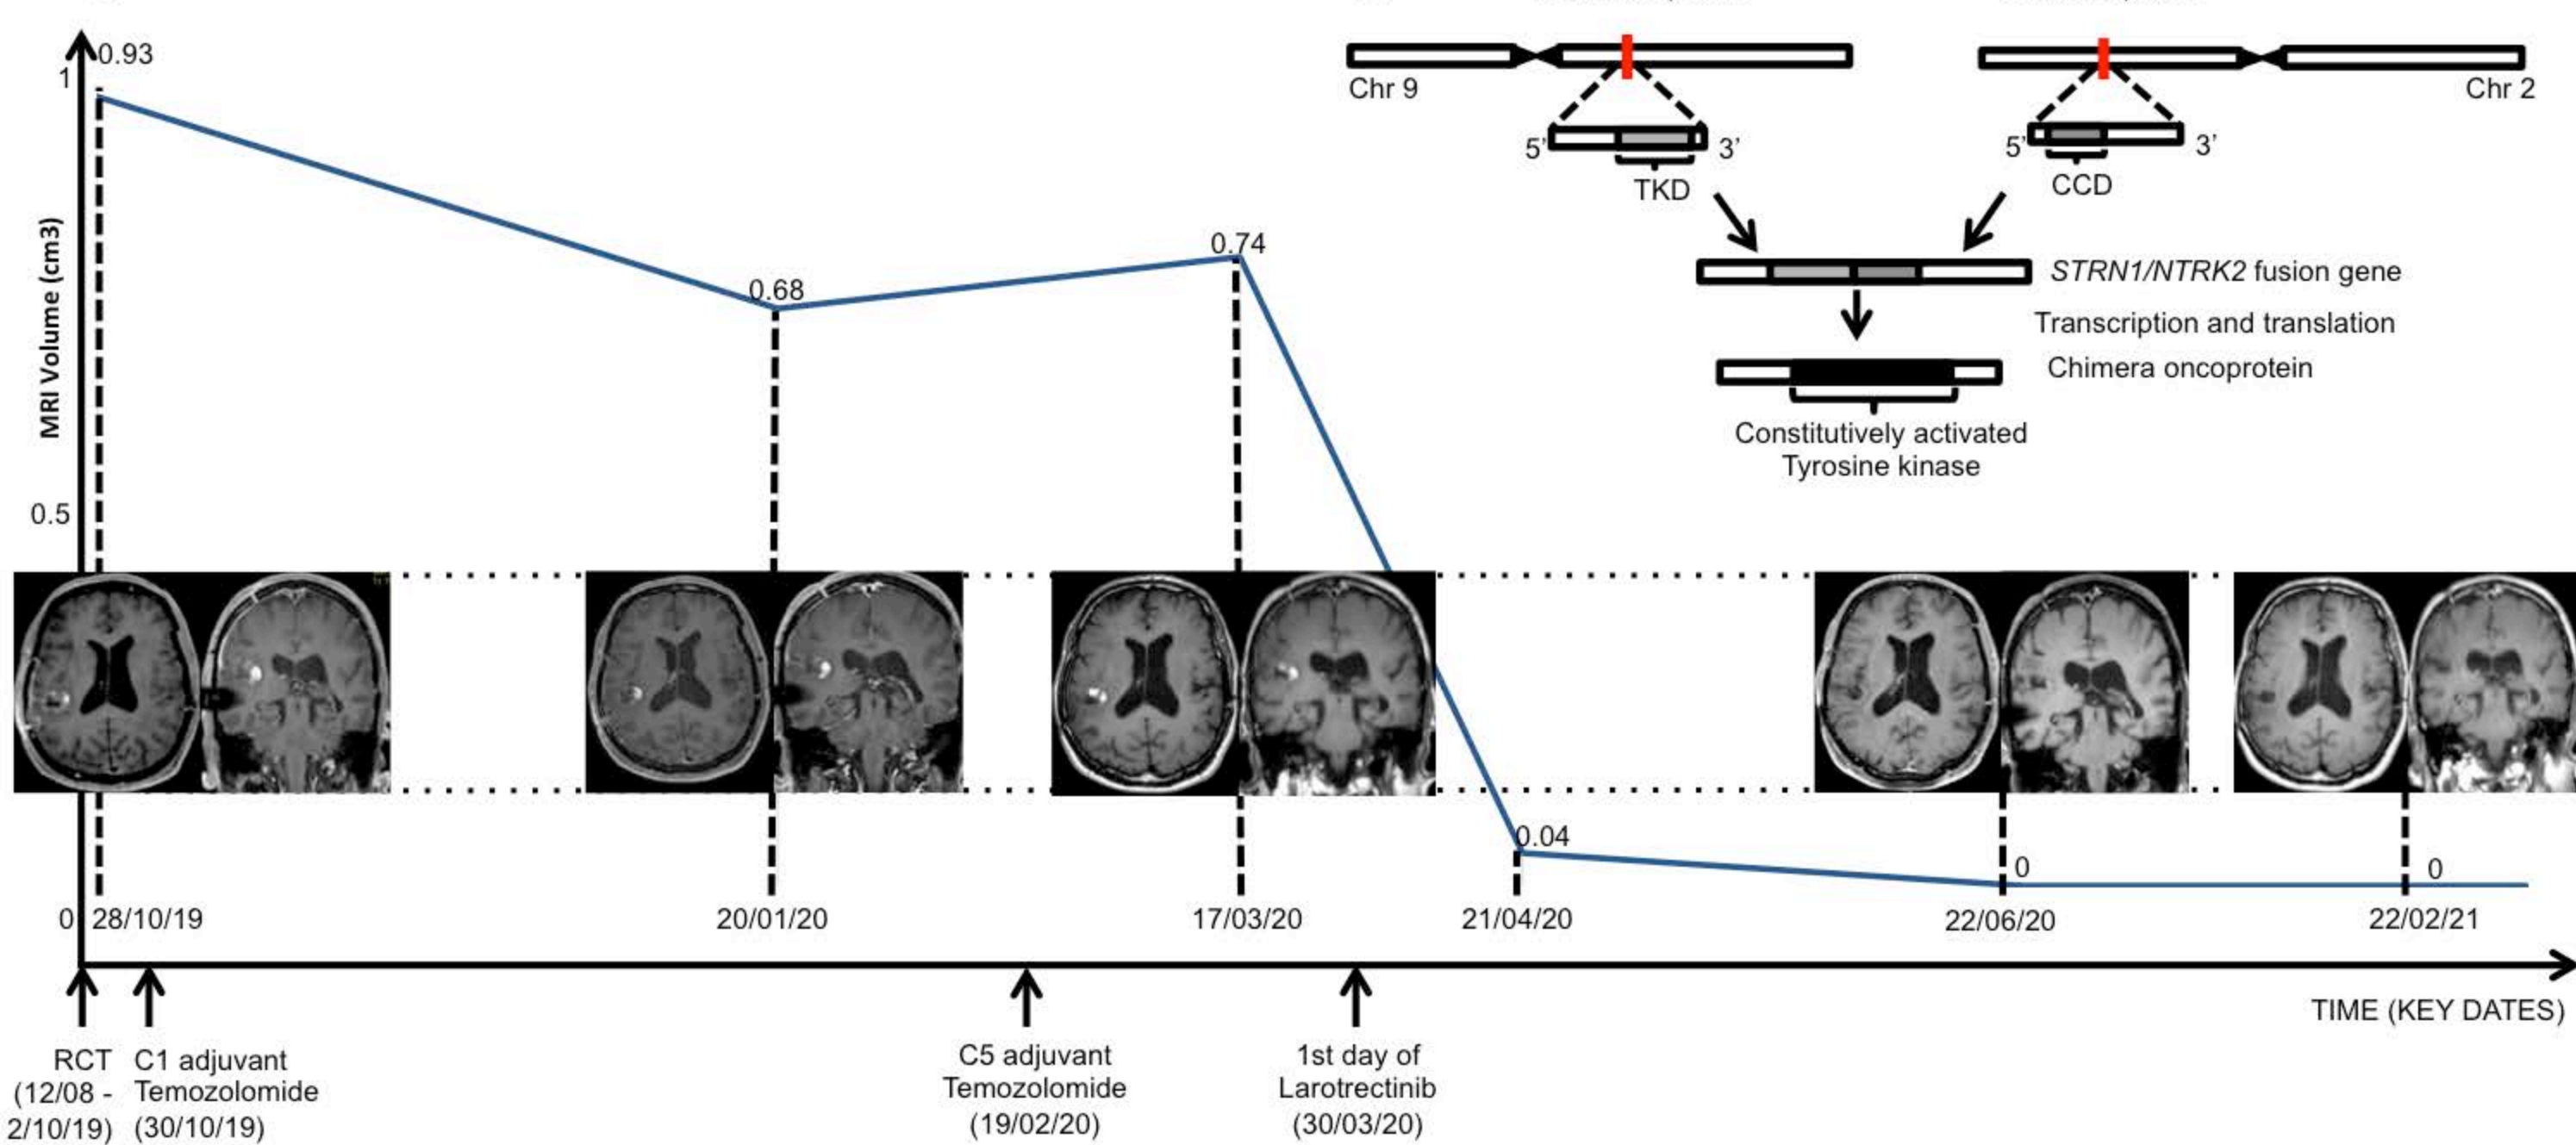 0.93
1
0.68
0.74
0.04
0
0
0.5
MRI Volume (cm3)
0
28/10/19
20/01/20
17/03/20
21/04/20
22/06/20
22/02/21
TIME (KEY DATES)
RCT
(12/08 -
2/10/19)
C1 adjuvant
Temozolomide
(30/10/19)
C5 adjuvant
Temozolomide
(19/02/20)
1st day of
Larotrectinib
(30/03/20)
Chr 9
Chr 2
5'
3'
TKD
5'
3'
CCD
STRN1/NTRK2 fusion gene
Transcription and translation
Chimera oncoprotein
Constitutively activated
Tyrosine kinase